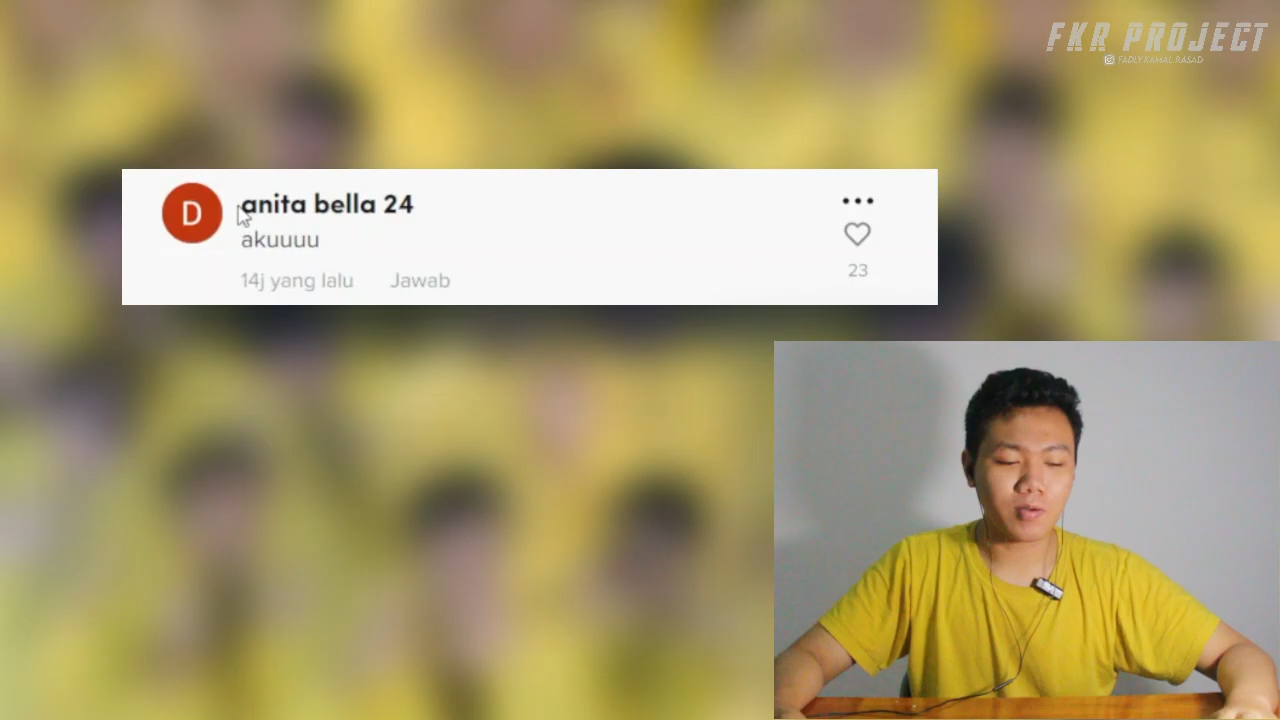 FKR PROJECT
FADLY.KAMAL.RASAD
D
anita bella 24
akuuuu
14j yang lalu Jawab
23